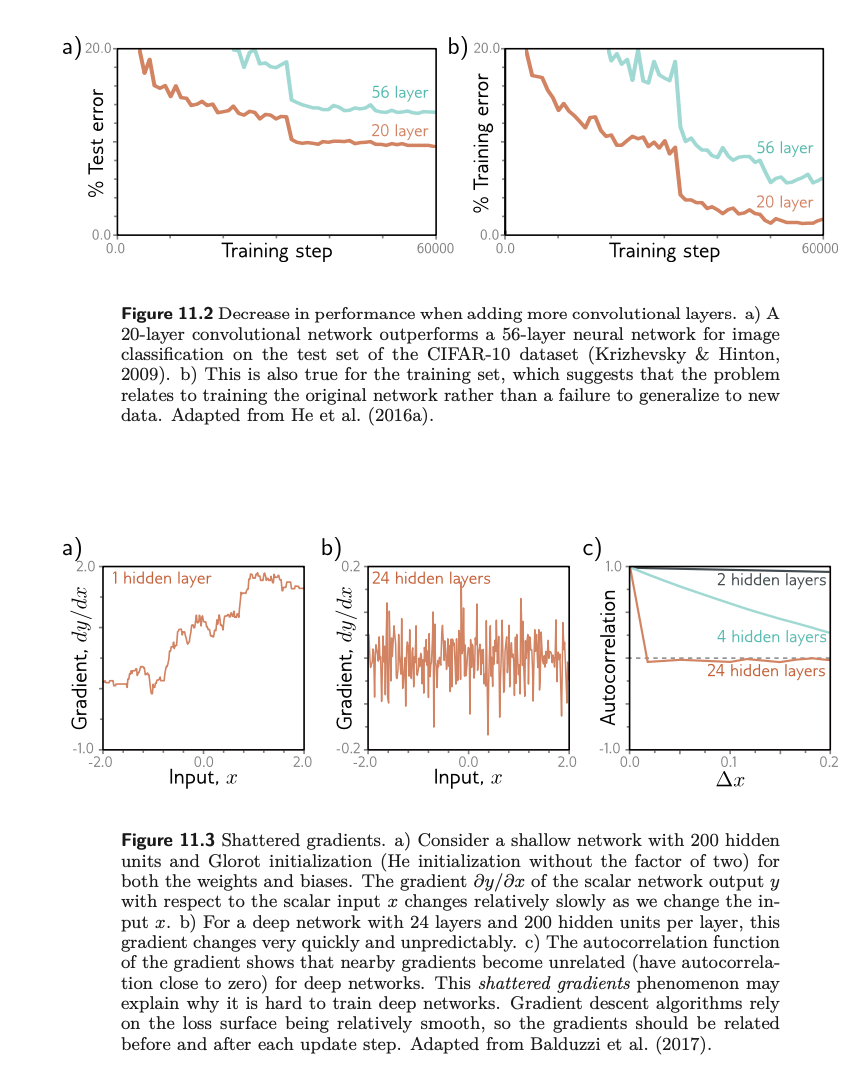 a)
20.0
% Test error
56 layer
20 layer
0.0
0.0
Training step
60000
b)
20.0
% Training error
56 layer
20 layer
0.0
0.0
Training step
60000
Figure 11.2 Decrease in performance when adding more convolutional layers. a) A
20-layer convolutional network outperforms a 56-layer neural network for image
classification on the test set of the CIFAR-10 dataset (Krizhevsky & Hinton,
2009). b) This is also true for the training set, which suggests that the problem
relates to training the original network rather than a failure to generalize to new
data. Adapted from He et al. (2016a).
a)
2.0
1 hidden layer
Gradient, dy/dx
-1.0
-2.0
0.0
2.0
Input, x
b)
0.2
24 hidden layers
Gradient, dy/dx
-0.2
-2.0
0.0
2.0
Input, x
c)
1.0
2 hidden layers
Autocorrelation
4 hidden layers
24 hidden layers
-1.0
0.0
0.1
0.2
Δx
Figure 11.3 Shattered gradients. a) Consider a shallow network with 200 hidden
units and Glorot initialization (He initialization without the factor of two) for
both the weights and biases. The gradient ∂y/∂x of the scalar network output y
with respect to the scalar input x changes relatively slowly as we change the in-
put x. b) For a deep network with 24 layers and 200 hidden units per layer, this
gradient changes very quickly and unpredictably. c) The autocorrelation function
of the gradient shows that nearby gradients become unrelated (have autocorrela-
tion close to zero) for deep networks. This shattered gradients phenomenon may
explain why it is hard to train deep networks. Gradient descent algorithms rely
on the loss surface being relatively smooth, so the gradients should be related
before and after each update step. Adapted from Balduzzi et al. (2017).